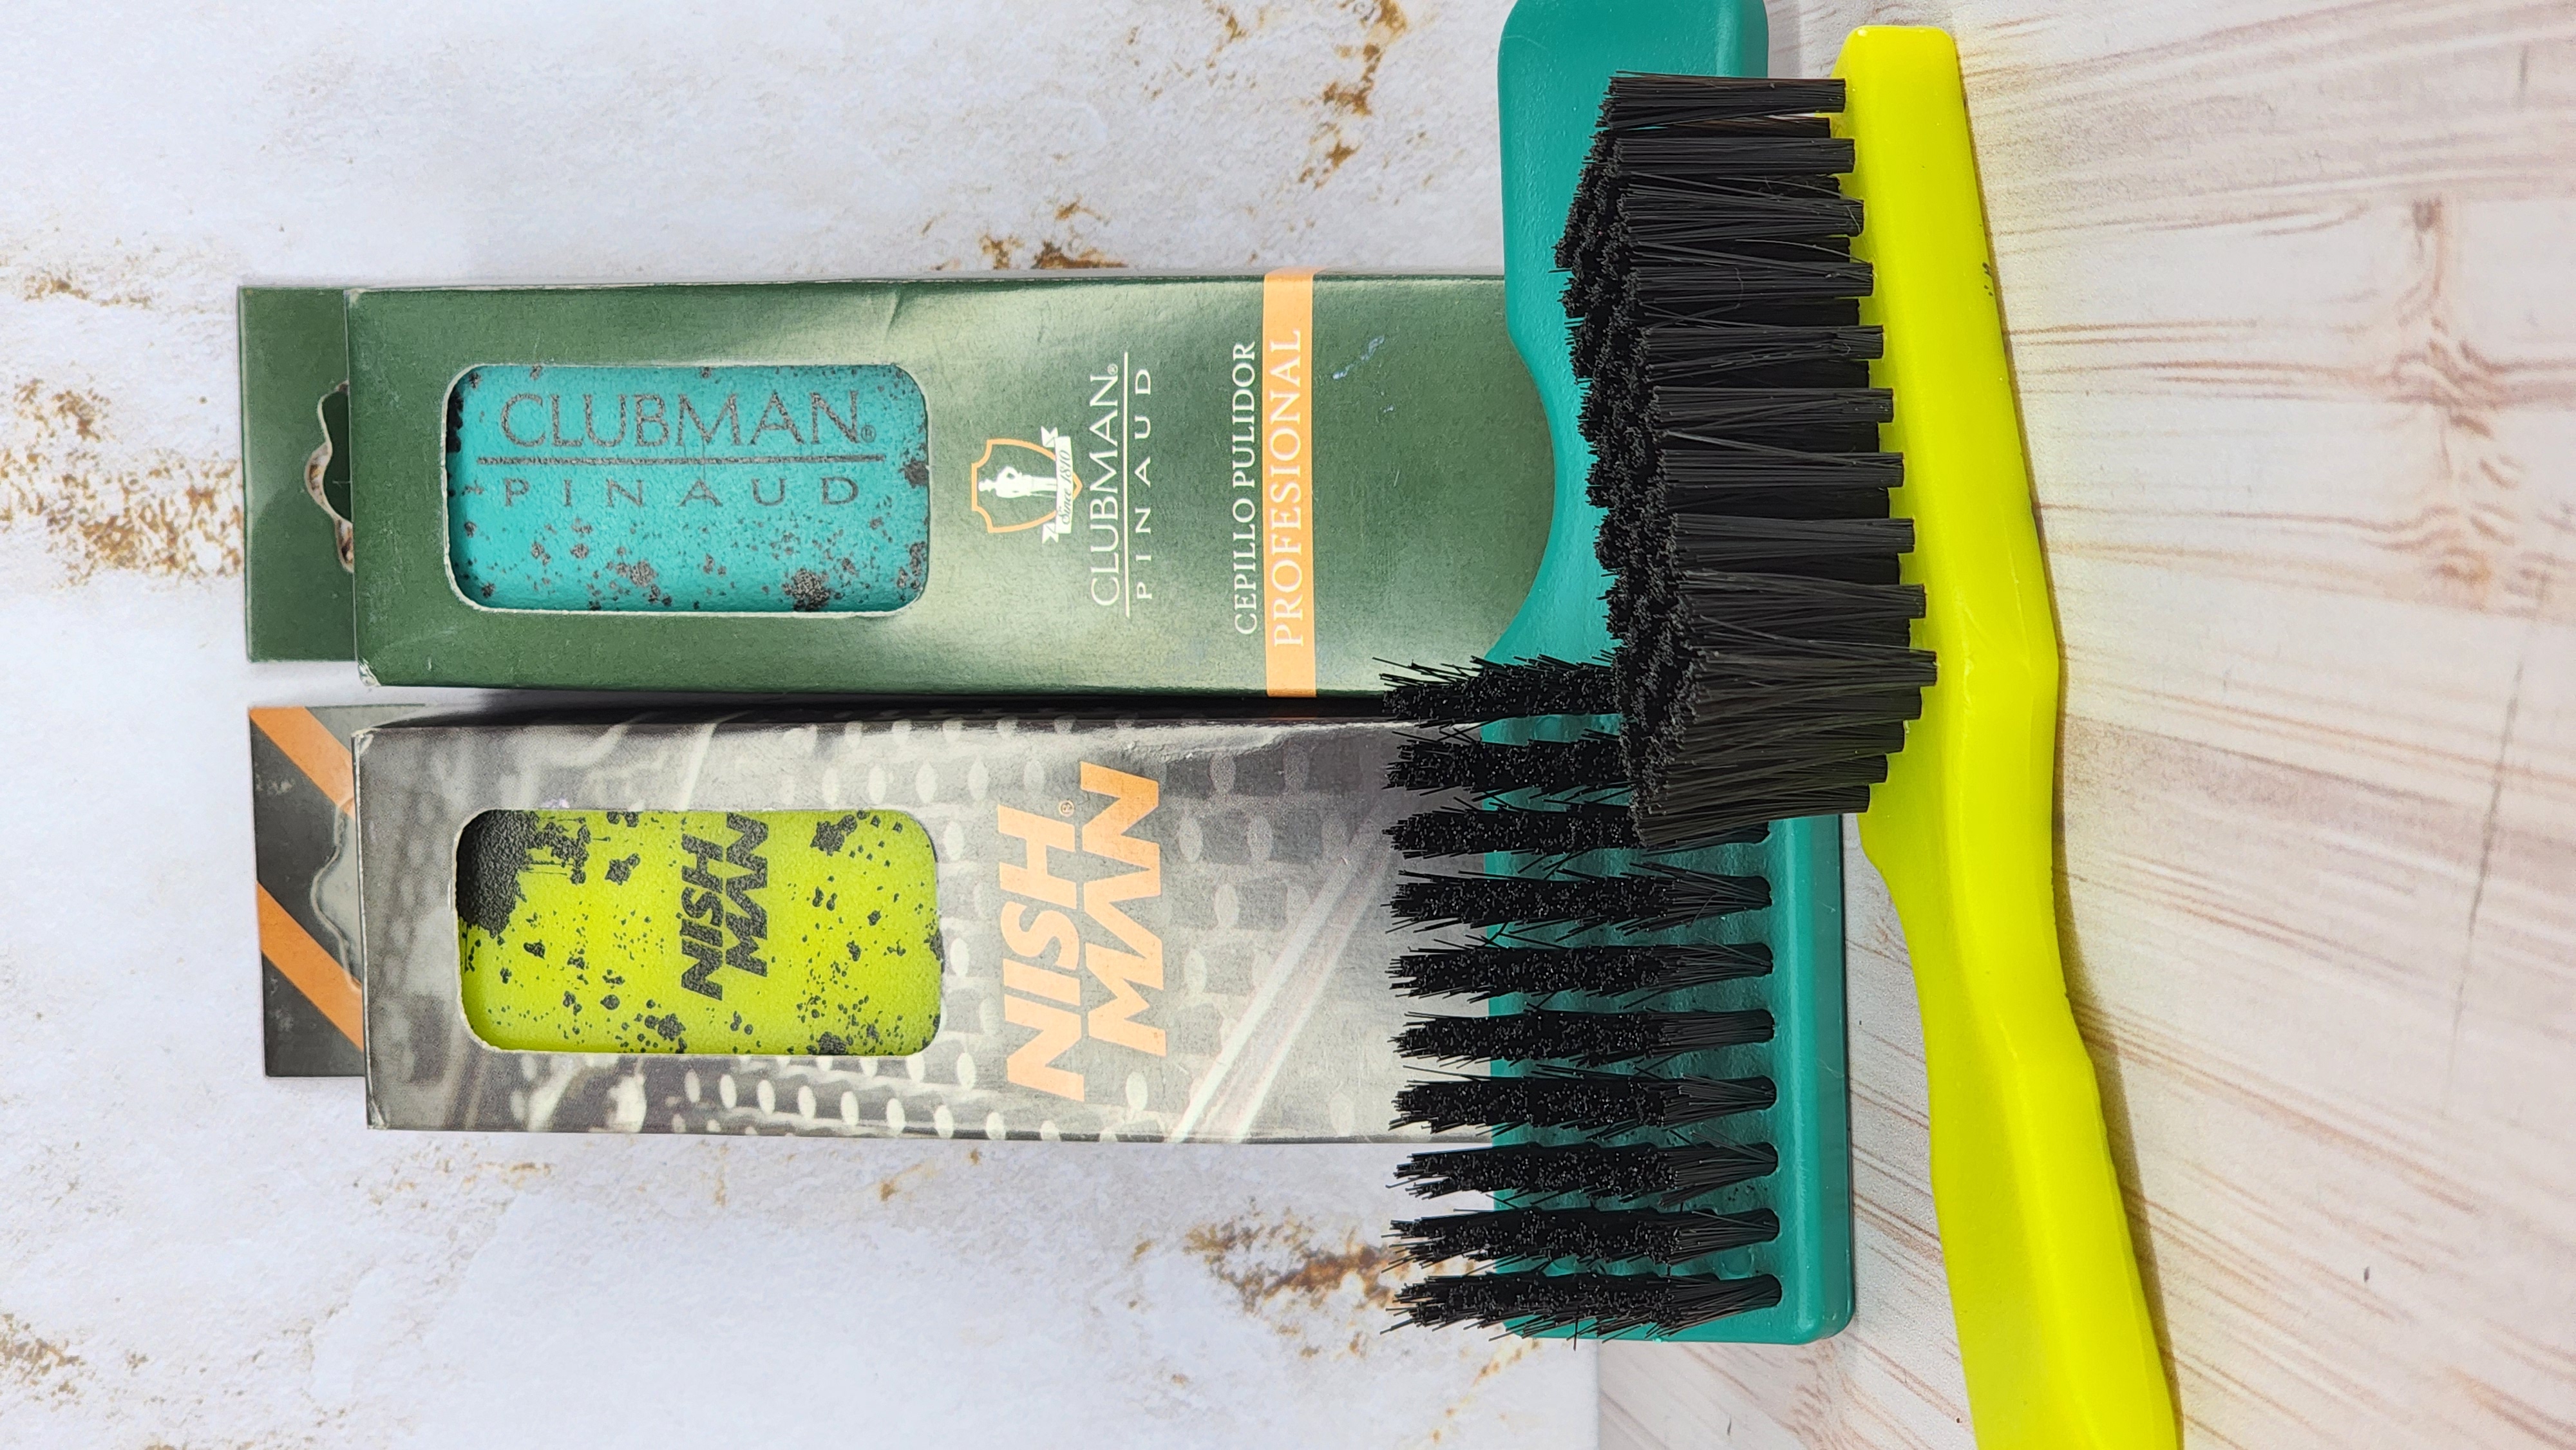 NISH
MAN
NISH®
MAN
CLUBMAN®
PINAUD
Since 1810
CLUBMAN®
PINAUD
CEPILLO PULIDOR
PROFESIONAL